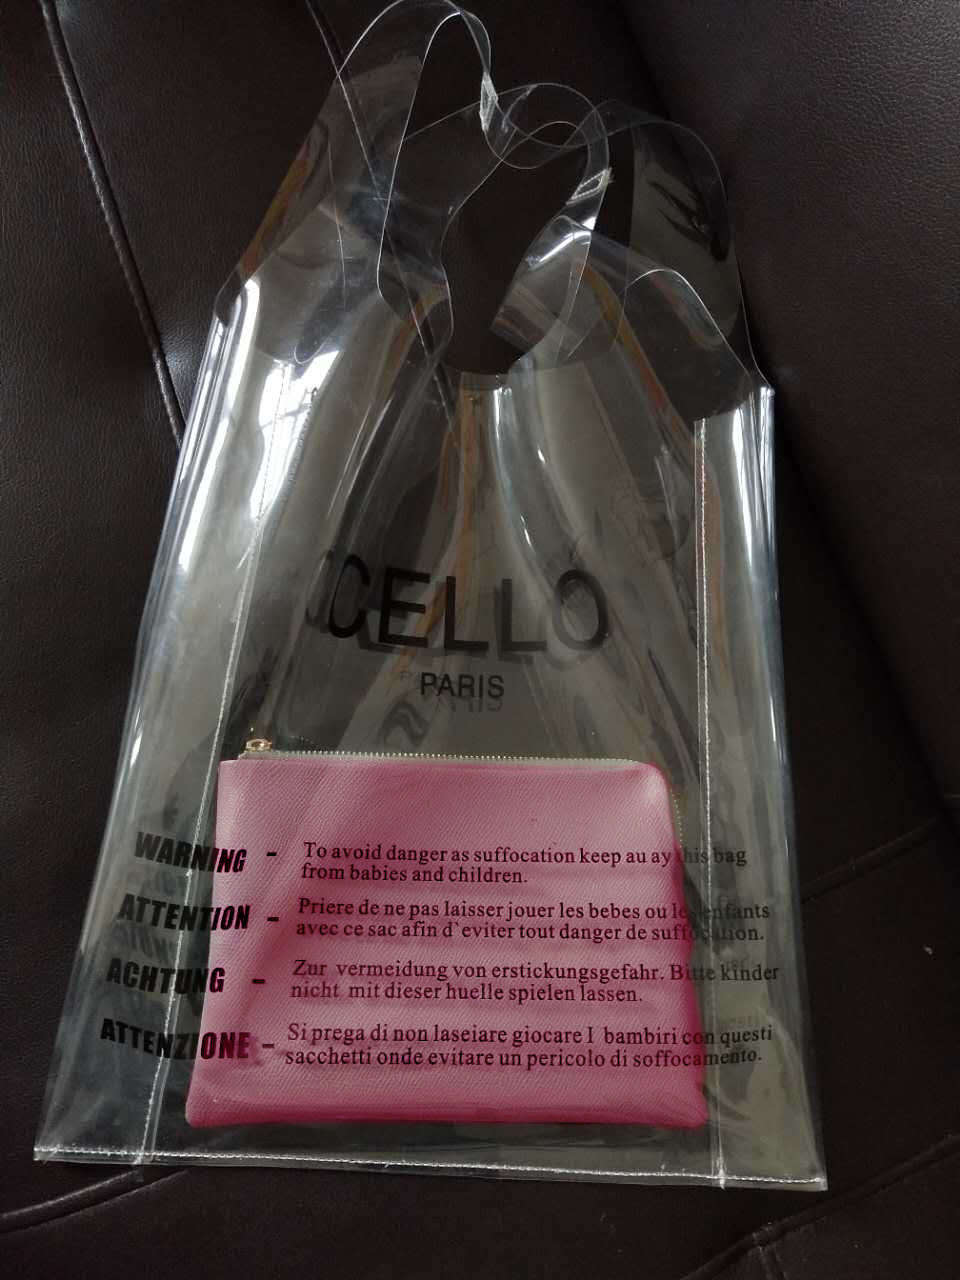 CELLO
PARIS
WARNING - To avoid danger as suffocation keep au ay this bag
from babies and children.
ATTENTION - Priere de ne pas laisser jouer les bebes ou les enfants
avec ce sac afin d`eviter tout danger de suffocation.
ACHTUNG - Zur vermeidung von erstickungsgefahr. Bitte kinder
nicht mit dieser huelle spielen lassen.
ATTENZIONE - Si prega di non laseiare giocare I bambiri con questi
sacchetti onde evitare un pericolo di soffocamento.